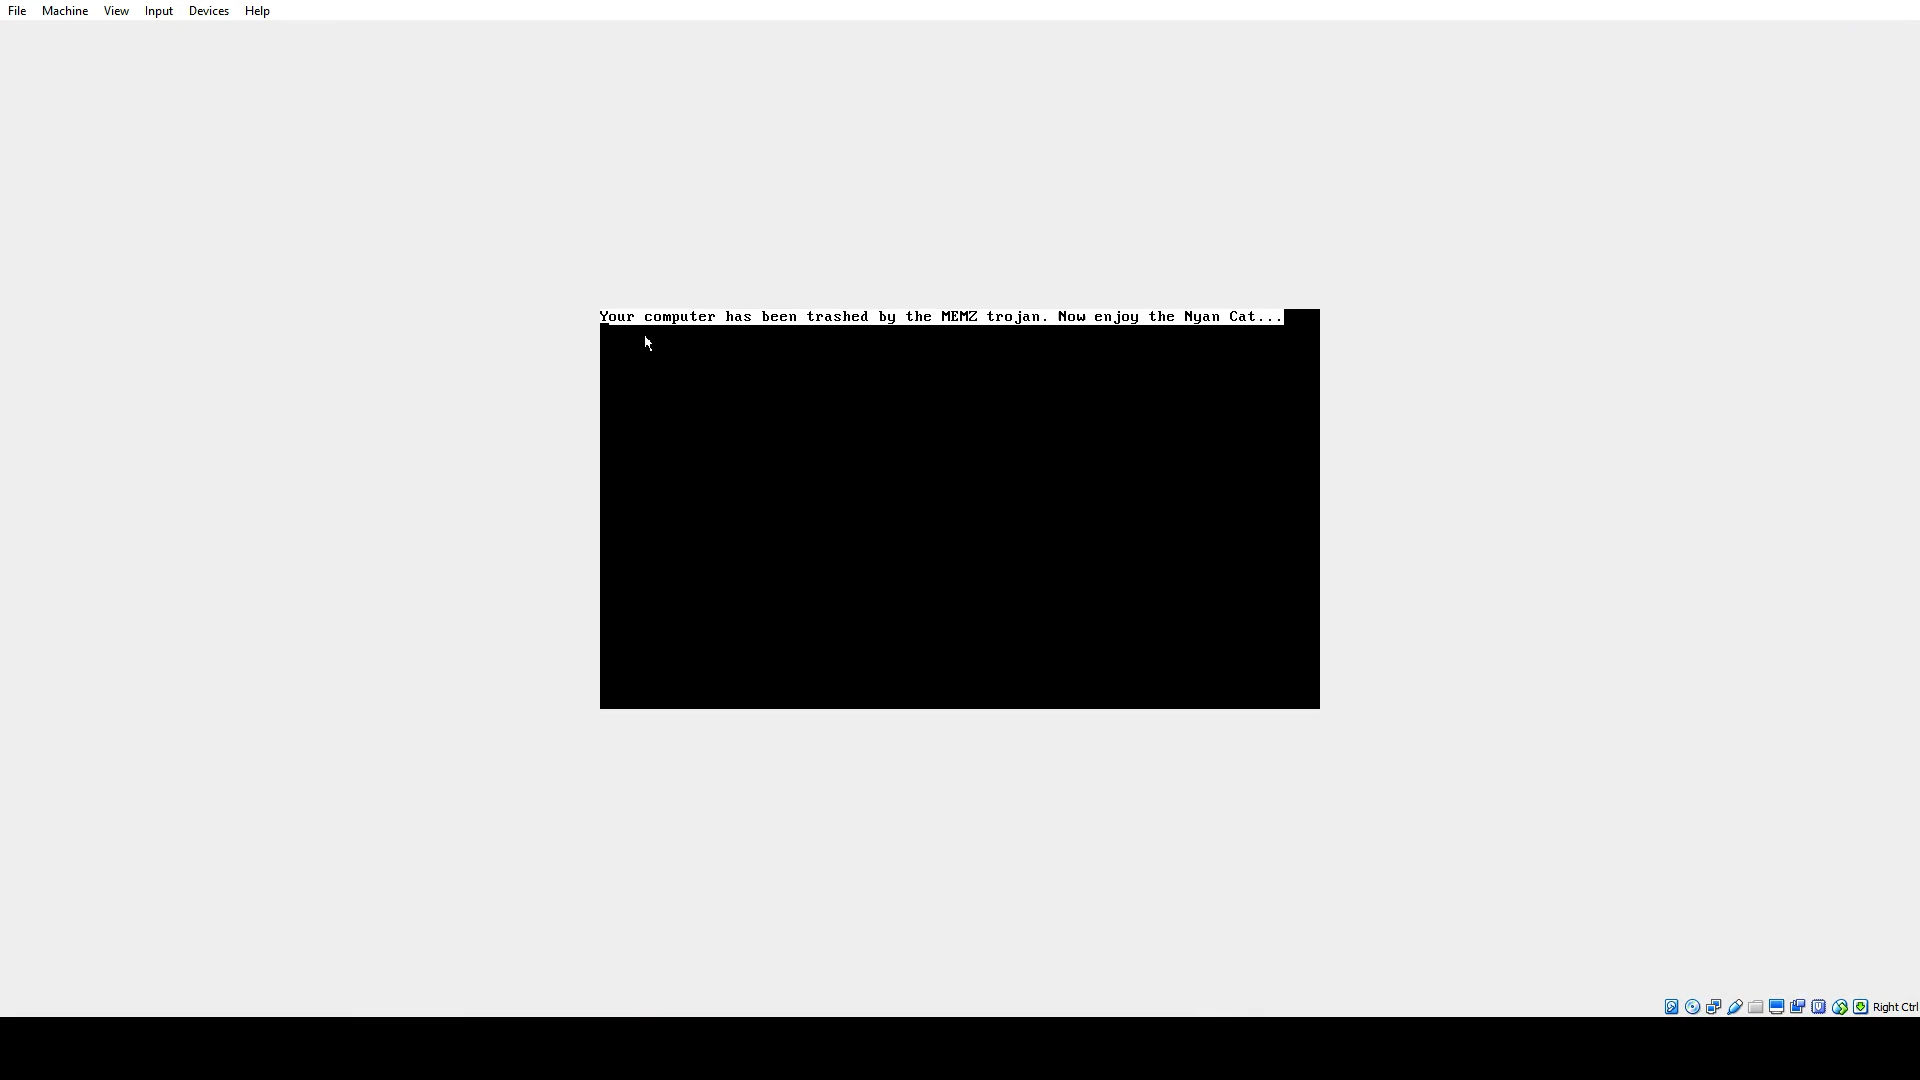 File Machine View Input Devices Help
Your computer has been trashed by the MEMZ trojan. Now enjoy the Nyan Cat...
Right Ctrl